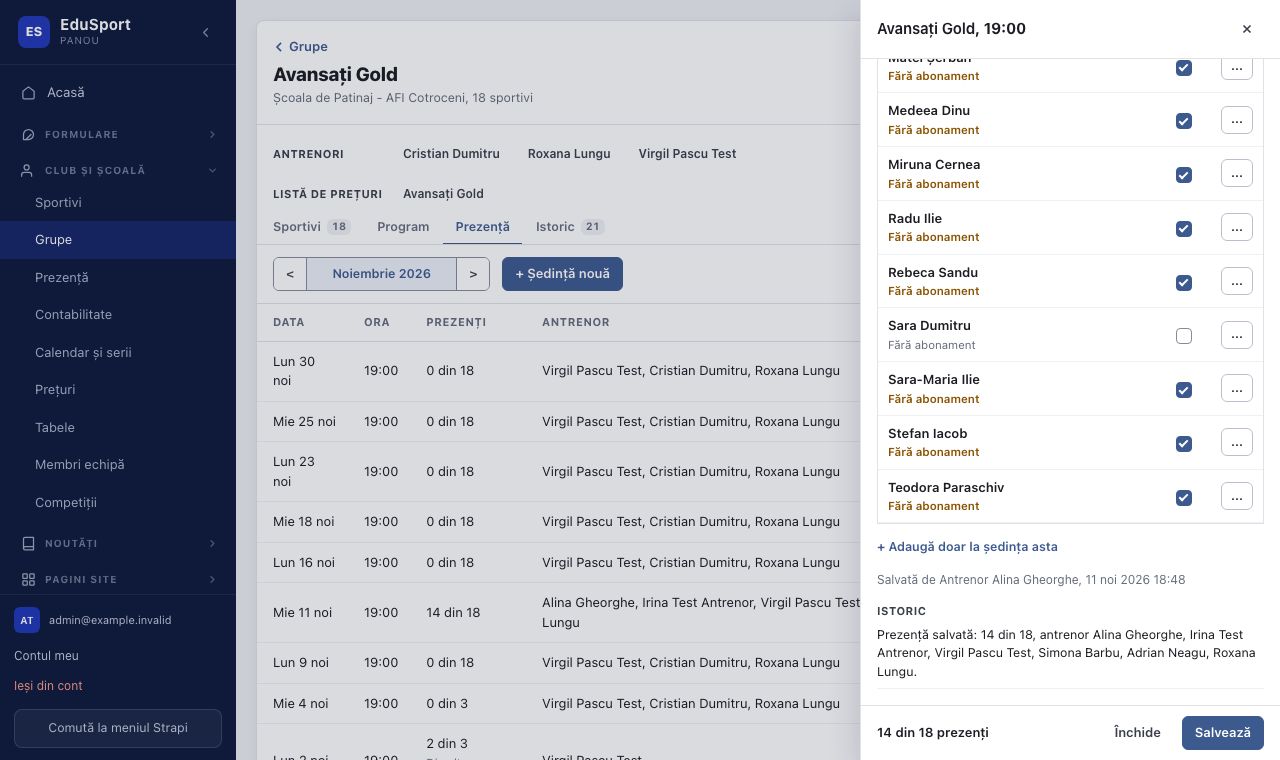 ES
EduSport
PANOU
Acasă
FORMULARE
CLUB ȘI ȘCOALĂ
Sportivi
Grupe
Prezență
Contabilitate
Calendar și serii
Prețuri
Tabele
Membri echipă
Competiții
NOUTĂȚI
PAGINI SITE
AT admin@example.invalid
Contul meu
Ieși din cont
Comută la meniul Strapi
Grupe
Avansați Gold
Școala de Patinaj - AFI Cotroceni, 18 sportivi
ANTRENORI Cristian Dumitru Roxana Lungu Virgil Pascu Test
LISTĂ DE PREȚURI Avansați Gold
Sportivi 18 Program Prezență Istoric 21
< Noiembrie 2026 > + Ședință nouă
DATA ORA PREZENȚI ANTRENOR
Lun 30
noi 19:00 0 din 18 Virgil Pascu Test, Cristian Dumitru, Roxana Lungu
Mie 25 noi 19:00 0 din 18 Virgil Pascu Test, Cristian Dumitru, Roxana Lungu
Lun 23
noi 19:00 0 din 18 Virgil Pascu Test, Cristian Dumitru, Roxana Lungu
Mie 18 noi 19:00 0 din 18 Virgil Pascu Test, Cristian Dumitru, Roxana Lungu
Lun 16 noi 19:00 0 din 18 Virgil Pascu Test, Cristian Dumitru, Roxana Lungu
Mie 11 noi 19:00 14 din 18 Alina Gheorghe, Irina Test Antrenor, Virgil Pascu Test
Lungu
Lun 9 noi 19:00 0 din 18 Virgil Pascu Test, Cristian Dumitru, Roxana Lungu
Mie 4 noi 19:00 0 din 3 Virgil Pascu Test, Cristian Dumitru, Roxana Lungu
2 din 3
Lun 2 noi 19:00 Virgil Pascu Test
Avansați Gold, 19:00
×
Matei Șerban
Fără abonament
...
Medeea Dinu
Fără abonament
...
Miruna Cernea
Fără abonament
...
Radu Ilie
Fără abonament
...
Rebeca Sandu
Fără abonament
...
Sara Dumitru
Fără abonament
...
Sara-Maria Ilie
Fără abonament
...
Stefan Iacob
Fără abonament
...
Teodora Paraschiv
Fără abonament
...
+ Adaugă doar la ședința asta
Salvată de Antrenor Alina Gheorghe, 11 noi 2026 18:48
ISTORIC
Prezență salvată: 14 din 18, antrenor Alina Gheorghe, Irina Test
Antrenor, Virgil Pascu Test, Simona Barbu, Adrian Neagu, Roxana
Lungu.
14 din 18 prezenți
Închide
Salvează